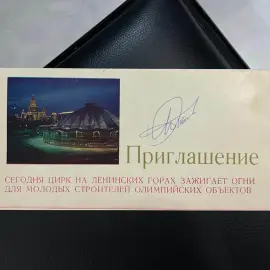 Приглашение
СЕГОДНЯ ЦИРК НА ЛЕНИНСКИХ ГОРАХ ЗАЖИГАЕТ ОГНИ
ДЛЯ МОЛОДЫХ СТРОИТЕЛЕЙ ОЛИМПИЙСКИХ ОБЪЕКТОВ